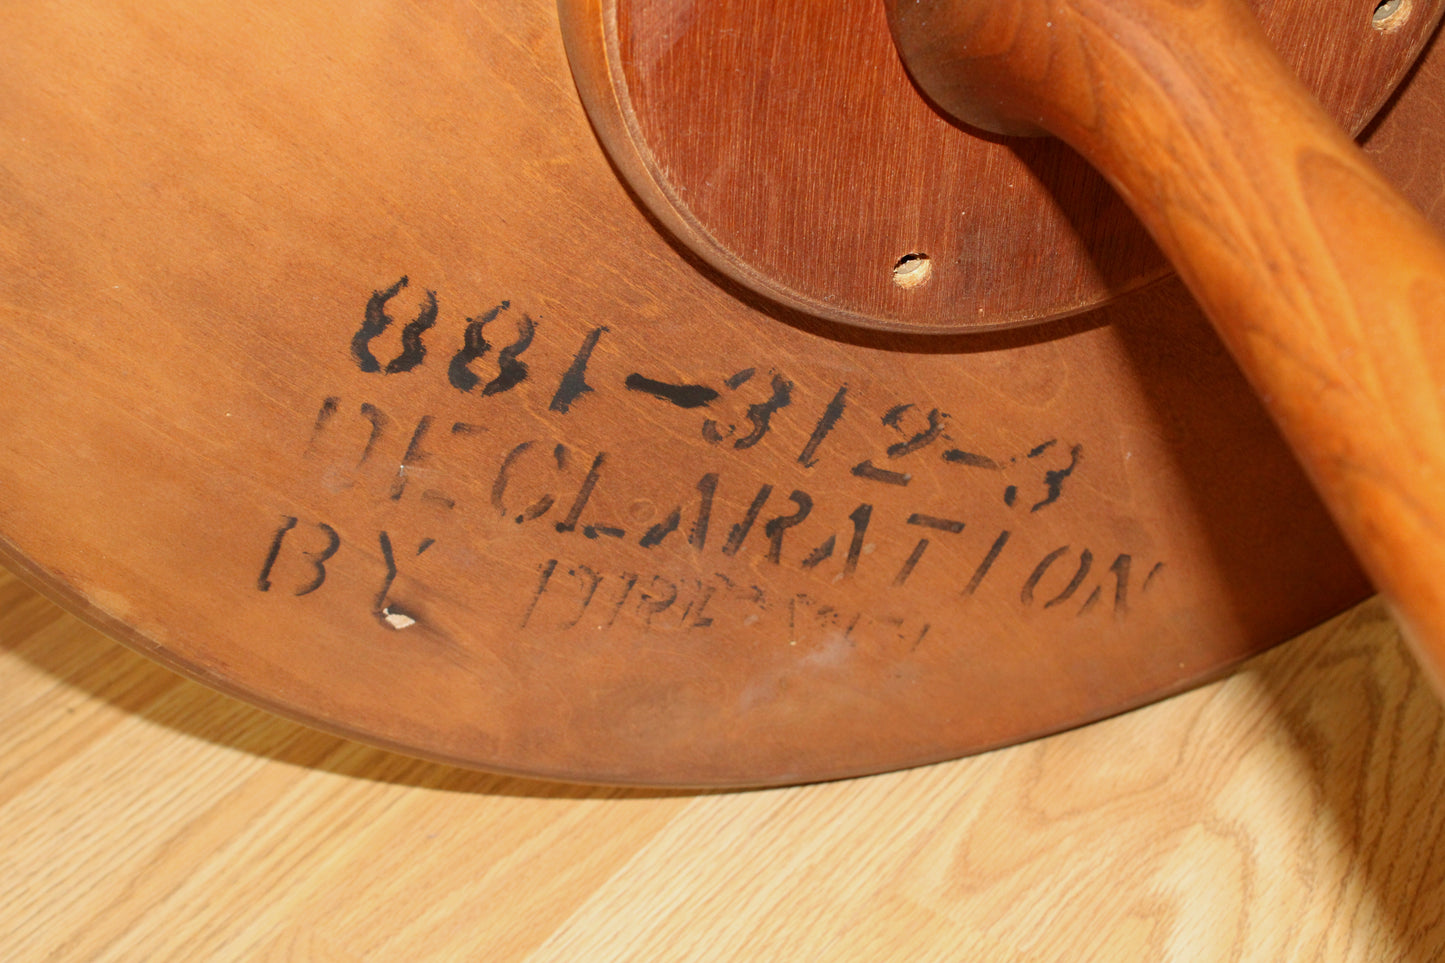 881-312-3
DECLARATION
BY